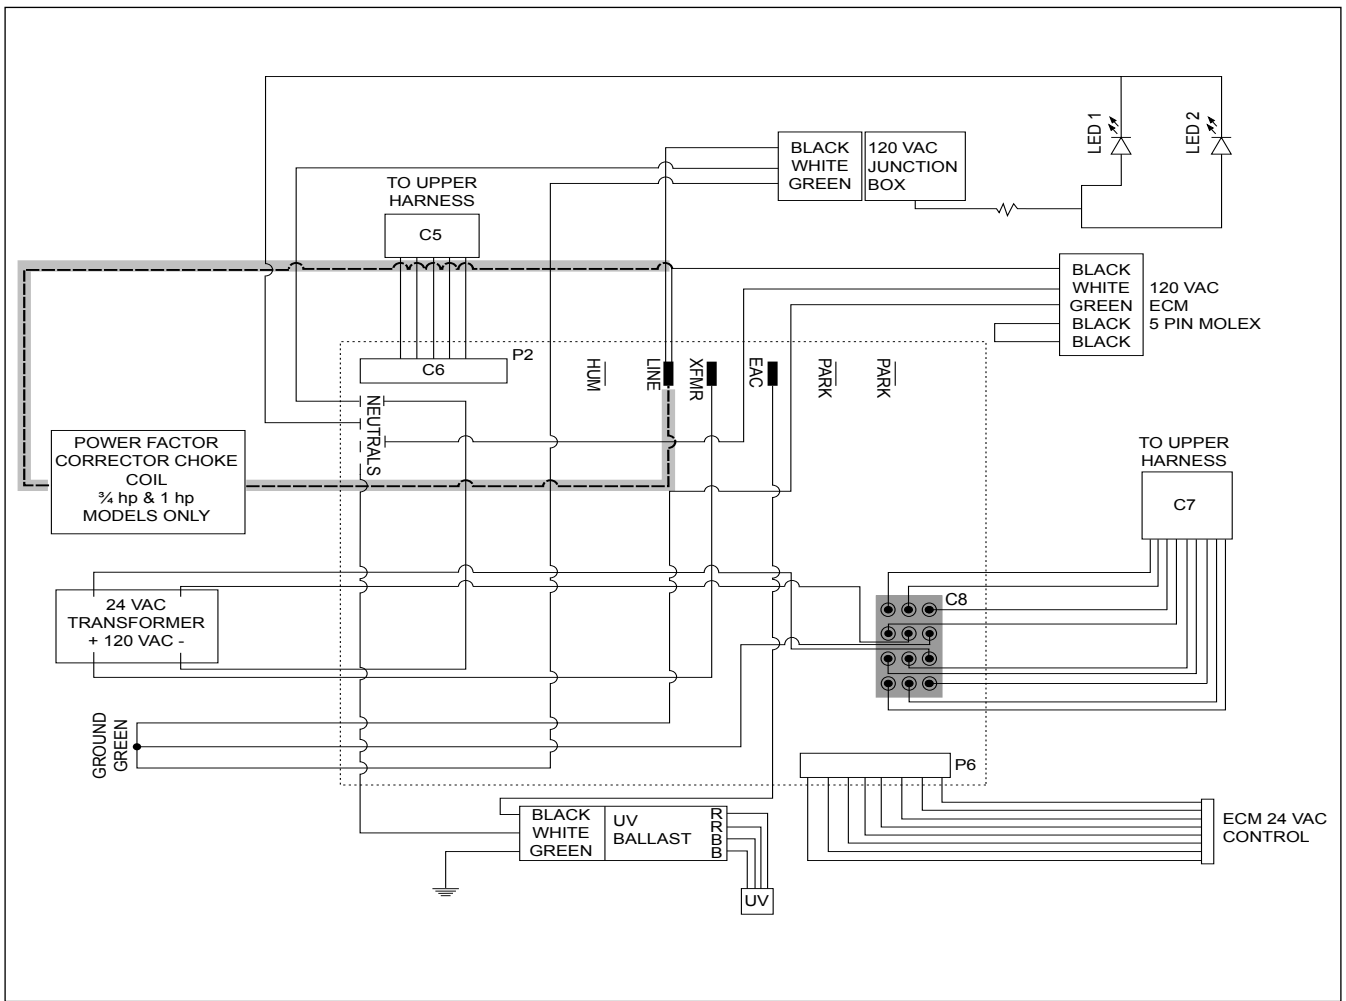 LED 1
LED 2
BLACK
WHITE
GREEN
120 VAC
JUNCTION
BOX
TO UPPER
HARNESS
C5
BLACK
WHITE
GREEN
BLACK
BLACK
120 VAC
ECM
5 PIN MOLEX
P2
C6
HUM
LINE
XFMR
EAC
PARK
PARK
NEUTRALS
POWER FACTOR
CORRECTOR CHOKE
COIL
¾ hp & 1 hp
MODELS ONLY
TO UPPER
HARNESS
C7
24 VAC
TRANSFORMER
+ 120 VAC -
C8
GROUND
GREEN
P6
BLACK
WHITE
GREEN
UV
BALLAST
R
R
B
B
UV
ECM 24 VAC
CONTROL